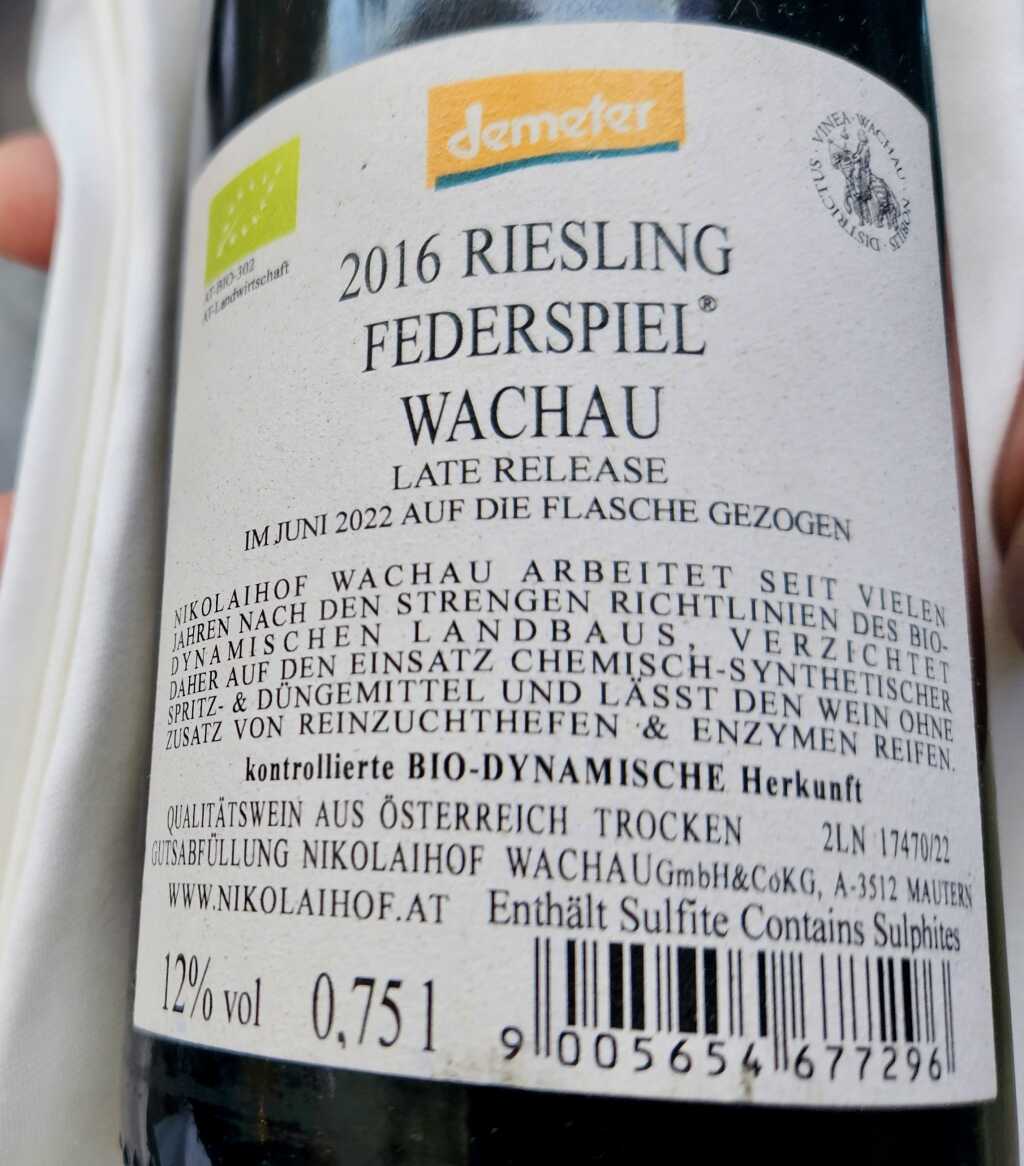 demeter
VINEA · WACHAU · NOBILIS · DISTRICTUS ·
AT-BIO-302
AT-Landwirtschaft
2016 RIESLING
FEDERSPIEL®
WACHAU
LATE RELEASE
IM JUNI 2022 AUF DIE FLASCHE GEZOGEN
NIKOLAIHOF WACHAU ARBEITET SEIT VIELEN
JAHREN NACH DEN STRENGEN RICHTLINIEN DES BIO-
DYNAMISCHEN LANDBAUS, VERZICHTET
DAHER AUF DEN EINSATZ CHEMISCH-SYNTHETISCHER
SPRITZ- & DÜNGEMITTEL UND LÄSST DEN WEIN OHNE
ZUSATZ VON REINZUCHTHEFEN & ENZYMEN REIFEN.
kontrollierte BIO-DYNAMISCHE Herkunft
QUALITÄTSWEIN AUS ÖSTERREICH TROCKEN 2LN 17470/22
GUTSABFÜLLUNG NIKOLAIHOF WACHAU GmbH&CoKG, A-3512 MAUTERN
WWW.NIKOLAIHOF.AT Enthält Sulfite Contains Sulphites
12% vol 0,75 l
9 005654 677296